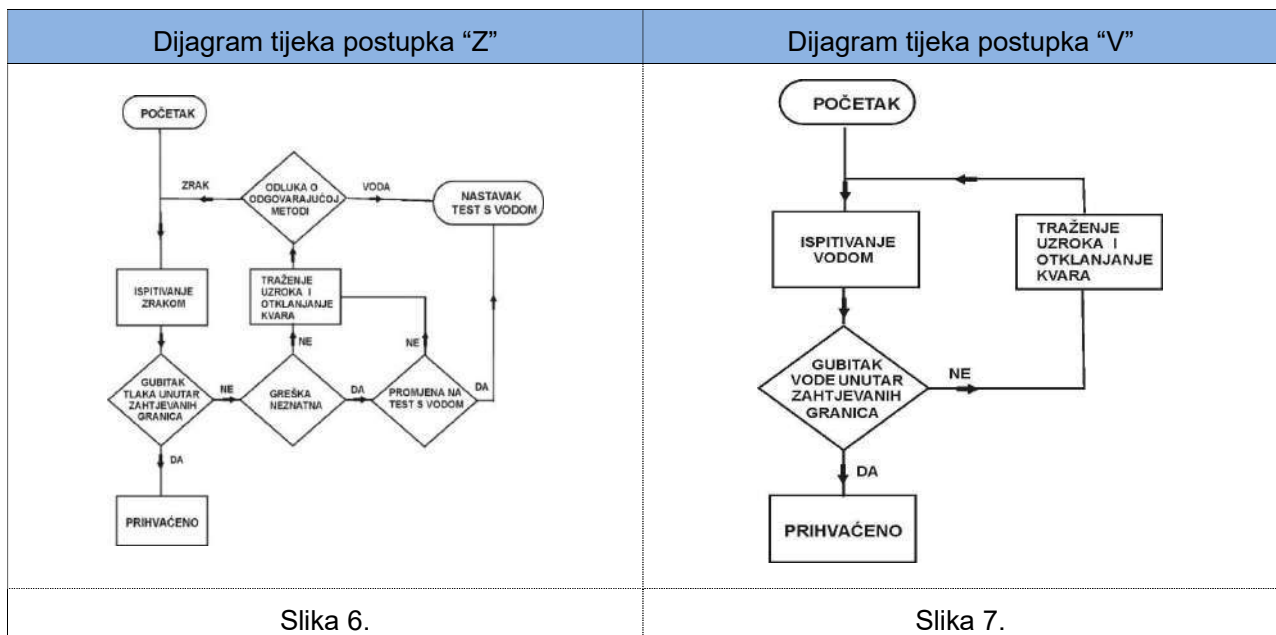 Dijagram tijeka postupka “Z”
POČETAK
ZRAK
ODLUKA O
ODGOVARAJUĆOJ
METODI
VODA
NASTAVAK
TEST S VODOM
ISPITIVANJE
ZRAKOM
TRAŽENJE
UZROKA I
OTKLANJANJE
KVARA
NE
NE
GUBITAK
TLAKA UNUTAR
ZAHTJEVANIH
GRANICA
NE
GREŠKA
NEZNATNA
DA
PROMJENA NA
TEST S VODOM
DA
DA
PRIHVAĆENO
Slika 6.
Dijagram tijeka postupka “V”
POČETAK
ISPITIVANJE
VODOM
TRAŽENJE
UZROKA I
OTKLANJANJE
KVARA
GUBITAK
VODE UNUTAR
ZAHTJEVANIH
GRANICA
NE
DA
PRIHVAĆENO
Slika 7.